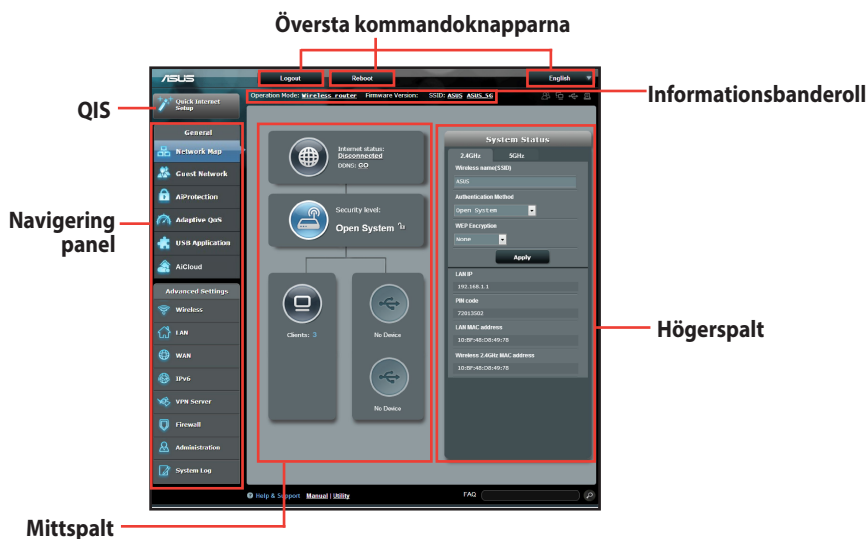 Översta kommandoknapparna
ASUS
Logout
Reboot
English
Quick Internet
Setup
Operation Mode: Wireless router Firmware Version: SSID: ASUS ASUS_5G
Informationsbanderoll
QIS
General
Network Map
Guest Network
AiProtection
Adaptive QoS
USB Application
AiCloud
Navigering
panel
Advanced Settings
Wireless
LAN
WAN
IPv6
VPN Server
Firewall
Administration
System Log
Internet status:
Disconnected
DDNS: GO
Security level:
Open System
Clients: 3
No Device
No Device
System Status
2.4GHz 5GHz
Wireless name(SSID)
ASUS
Authentication Method
Open System
WEP Encryption
None
Apply
LAN IP
192.168.1.1
PIN code
72013502
LAN MAC address
10:BF:48:D8:49:78
Wireless 2.4GHz MAC address
10:BF:48:D8:49:78
Högerspalt
Help & Support Manual | Utility
FAQ
Mittspalt